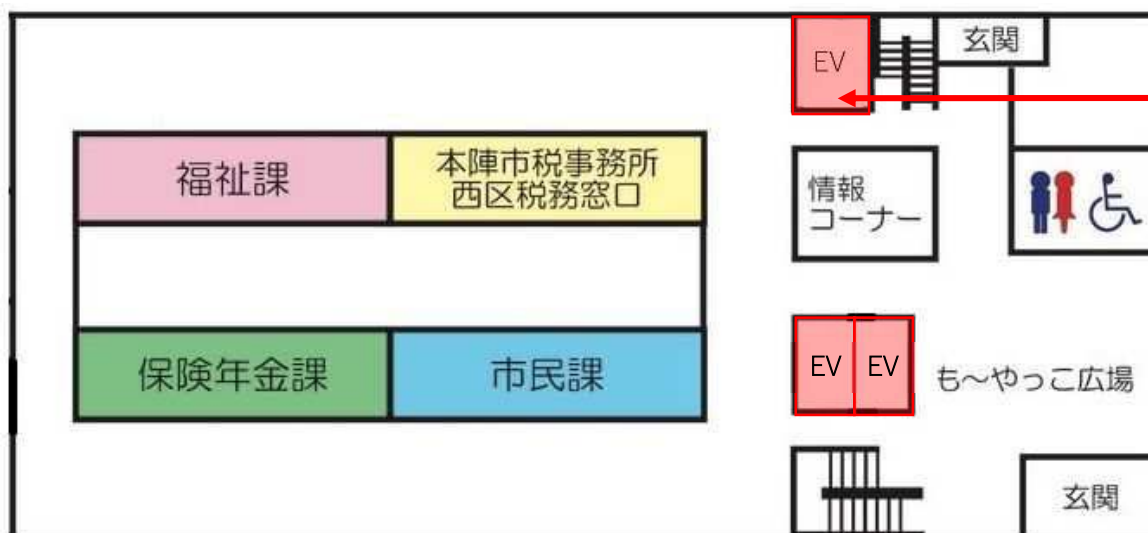 EV
玄関
福祉課
本陣市税事務所
西区税務窓口
情報
コーナー
保険年金課
市民課
EV
EV
も～やっこ広場
玄関